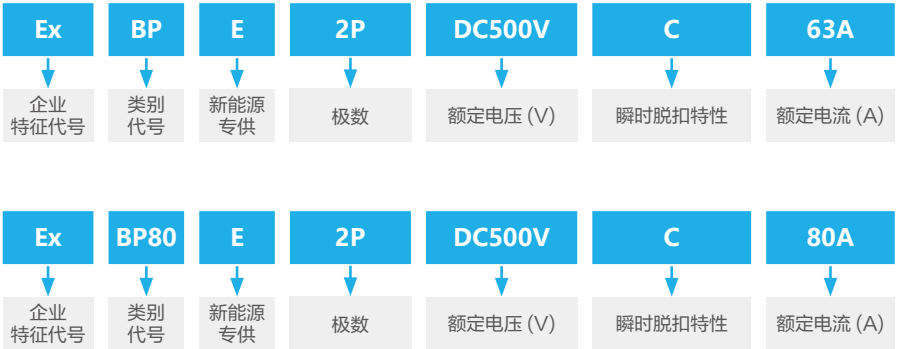 Ex BP E 2P DC500V C 63A
企业 类别 新能源
特征代号 代号 专供 极数 额定电压 (V) 瞬时脱扣特性 额定电流 (A)
Ex BP80 E 2P DC500V C 80A
企业 类别 新能源
特征代号 代号 专供 极数 额定电压 (V) 瞬时脱扣特性 额定电流 (A)